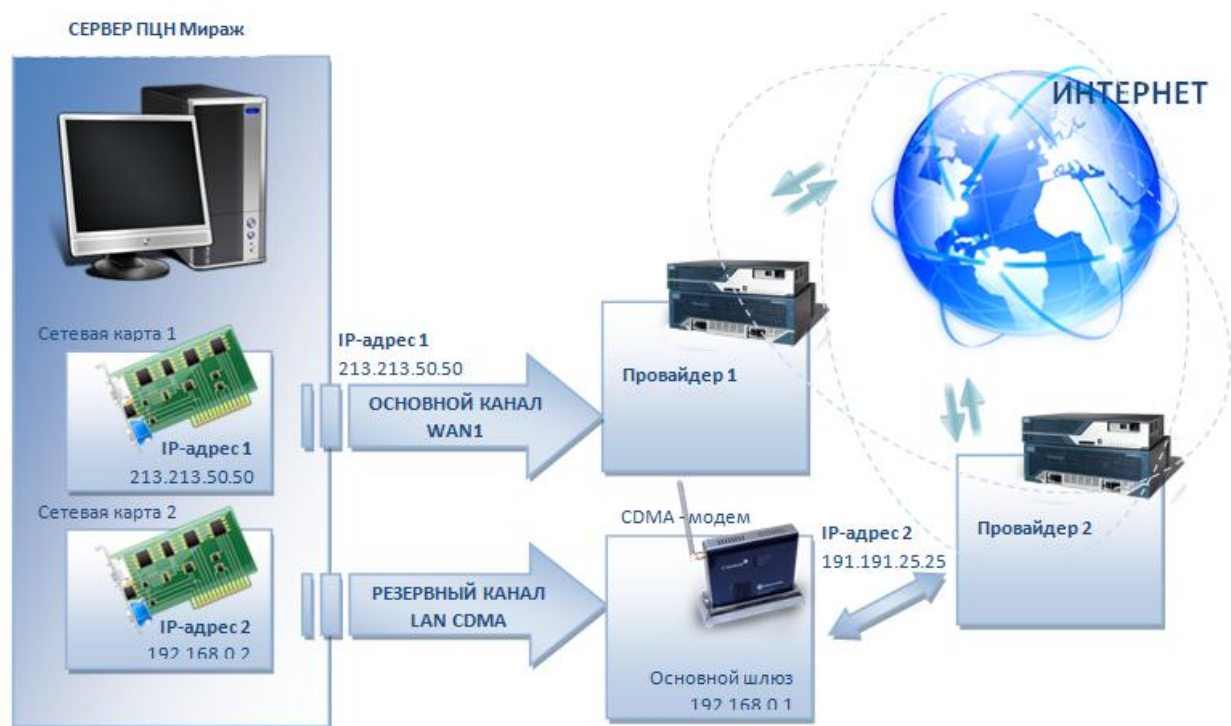 СЕРВЕР ПЦН Мираж
ИНТЕРНЕТ
Сетевая карта 1
IP-адрес 1
213.213.50.50
IP-адрес 1
213.213.50.50
ОСНОВНОЙ КАНАЛ
WAN1
Провайдер 1
Сетевая карта 2
IP-адрес 2
192.168.0.2
РЕЗЕРВНЫЙ КАНАЛ
LAN CDMA
CDMA - модем
Основной шлюз
192.168.0.1
IP-адрес 2
191.191.25.25
Провайдер 2